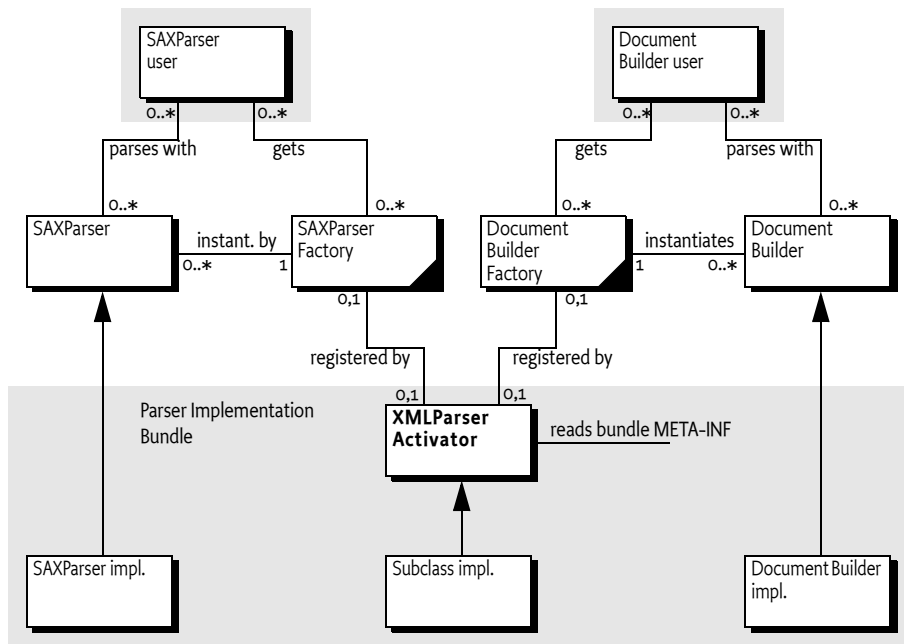 SAXParser
user
Document
Builder user
0..*
0..*
0..*
0..*
parses with
gets
gets
parses with
0..*
0..*
0..*
0..*
SAXParser
instant. by
0..*
1
SAXParser
Factory
Document
Builder
Factory
instantiates
1
0..*
Document
Builder
0,1
0,1
registered by
registered by
0,1
0,1
Parser Implementation
Bundle
XMLParser
Activator
reads bundle META-INF
SAXParser impl.
Subclass impl.
Document Builder
impl.